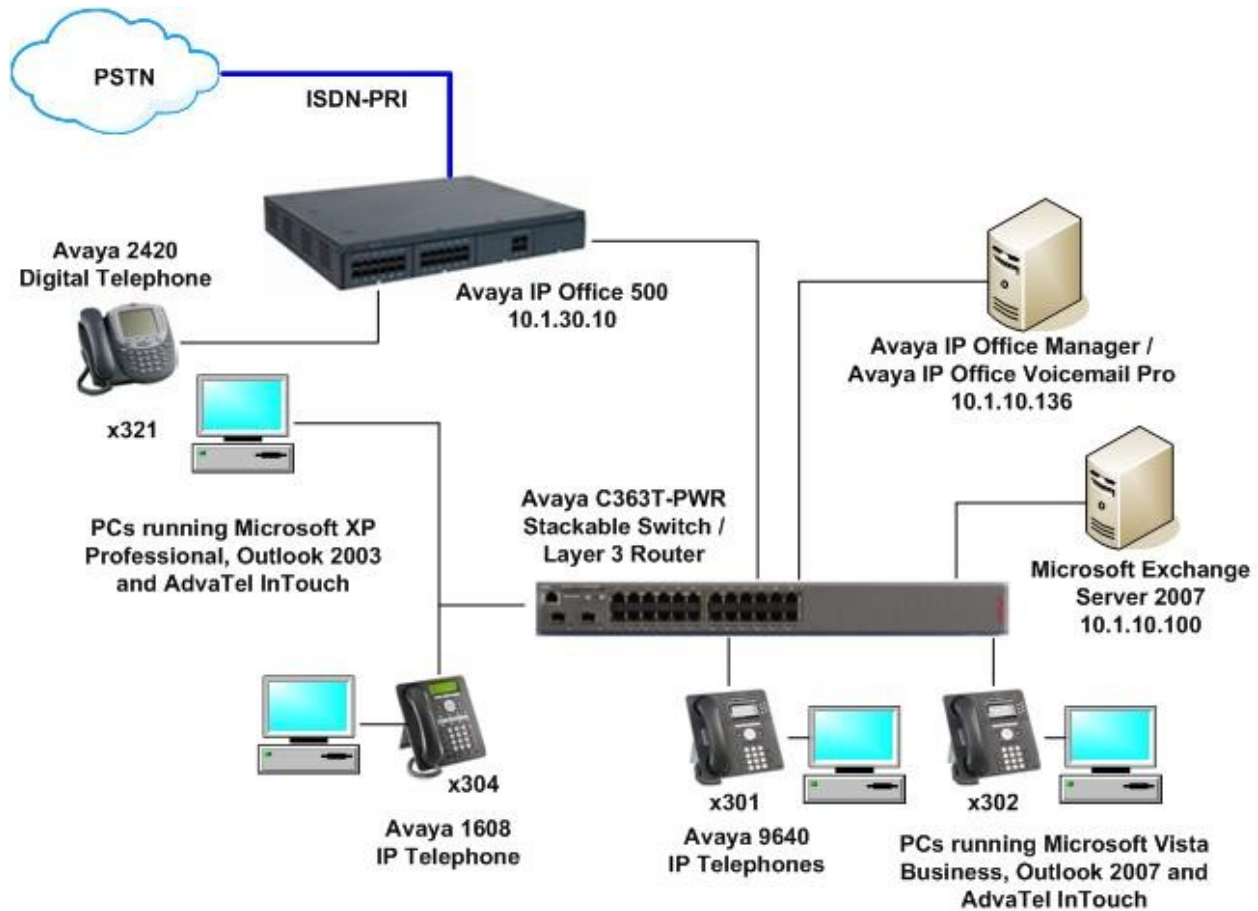 PSTN
ISDN-PRI
Avaya 2420
Digital Telephone
x321
Avaya IP Office 500
10.1.30.10
Avaya IP Office Manager /
Avaya IP Office Voicemail Pro
10.1.10.136
PCs running Microsoft XP
Professional, Outlook 2003
and AdvaTel InTouch
Avaya C363T-PWR
Stackable Switch /
Layer 3 Router
Microsoft Exchange
Server 2007
10.1.10.100
x304
Avaya 1608
IP Telephone
x301
Avaya 9640
IP Telephones
x302
PCs running Microsoft Vista
Business, Outlook 2007 and
AdvaTel InTouch